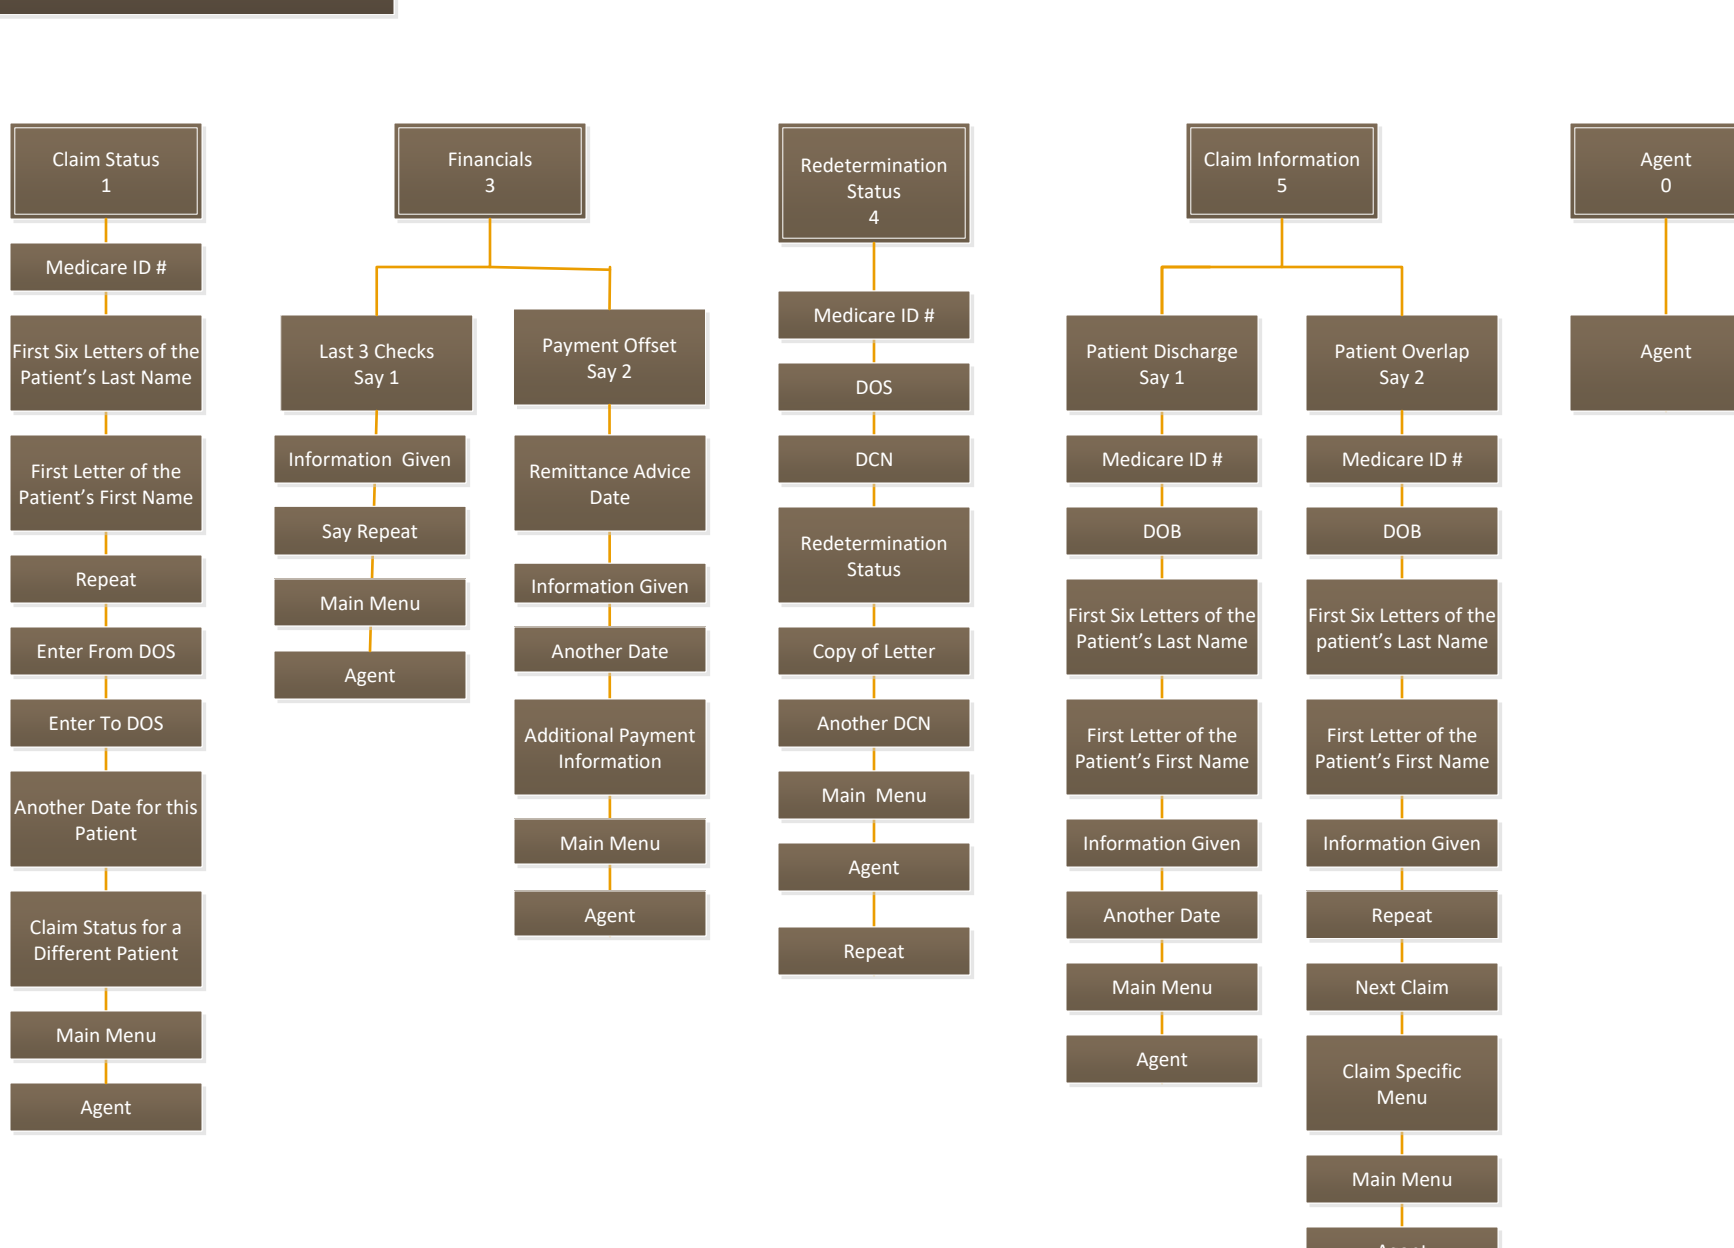 Claim Status
1
Medicare ID #
First Six Letters of the
Patient’s Last Name
First Letter of the
Patient’s First Name
Repeat
Enter From DOS
Enter To DOS
Another Date for this
Patient
Claim Status for a
Different Patient
Main Menu
Agent
Financials
3
Last 3 Checks
Say 1
Information  Given
Say Repeat
Main Menu
Agent
Payment Offset
Say 2
Remittance Advice
Date
Information Given
Another Date
Additional Payment
Information
Main Menu
Agent
Redetermination
Status
4
Medicare ID #
DOS
DCN
Redetermination
Status
Copy of Letter
Another DCN
Main  Menu
Agent
Repeat
Claim Information
5
Patient Discharge
Say 1
Medicare ID #
DOB
First Six Letters of the
Patient’s Last Name
First Letter of the
Patient’s First Name
Information Given
Another Date
Main Menu
Agent
Patient Overlap
Say 2
Medicare ID #
DOB
First Six Letters of the
patient’s Last Name
First Letter of the
Patient’s First Name
Information Given
Repeat
Next Claim
Claim Specific
Menu
Main Menu
Agent
0
Agent